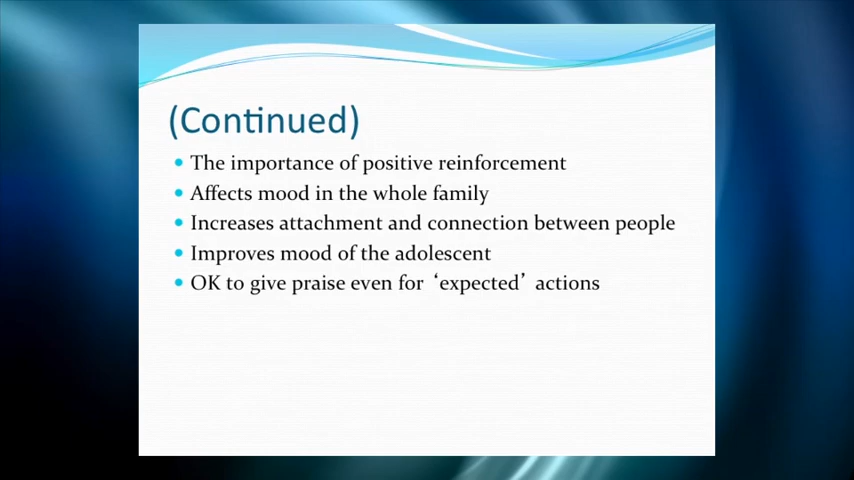 (Continued)
• The importance of positive reinforcement
• Affects mood in the whole family
• Increases attachment and connection between people
• Improves mood of the adolescent
• OK to give praise even for ‘expected’ actions